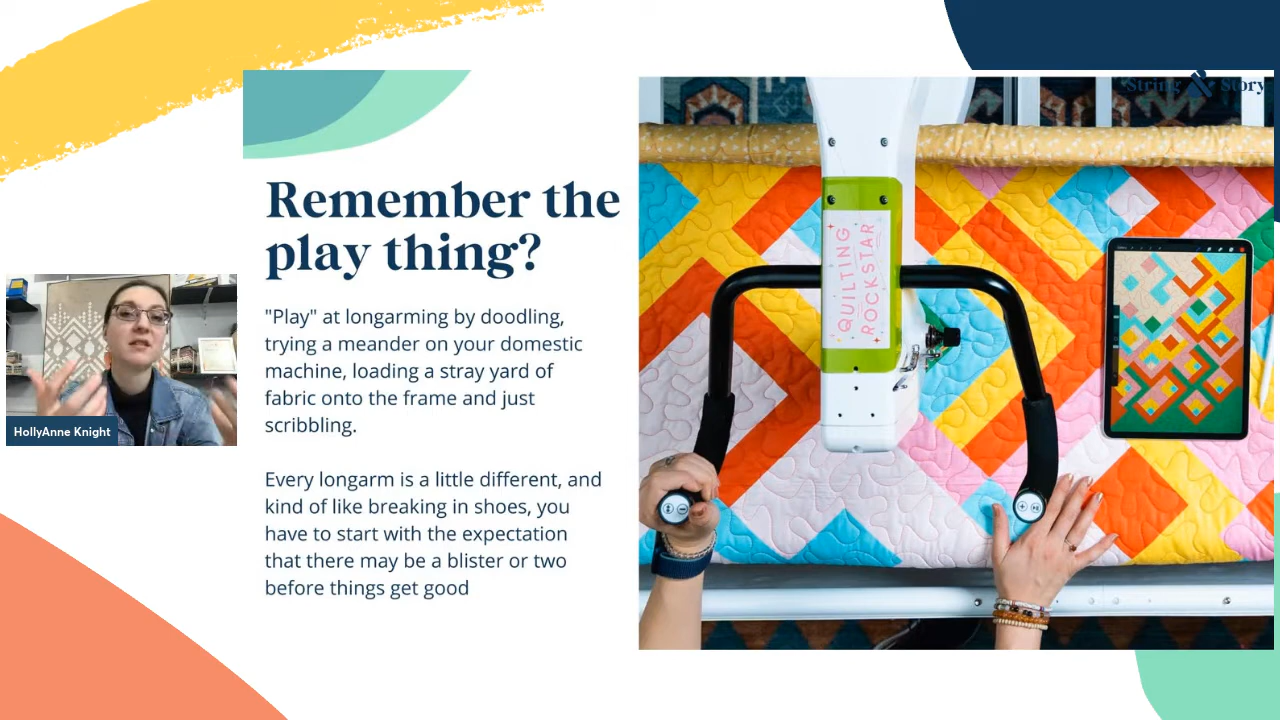 String & Story
Remember the
play thing?
"Play" at longarming by doodling,
trying a meander on your domestic
machine, loading a stray yard of
fabric onto the frame and just
scribbling.
Every longarm is a little different, and
kind of like breaking in shoes, you
have to start with the expectation
that there may be a blister or two
before things get good
HollyAnne Knight
QUILTING
ROCKSTAR